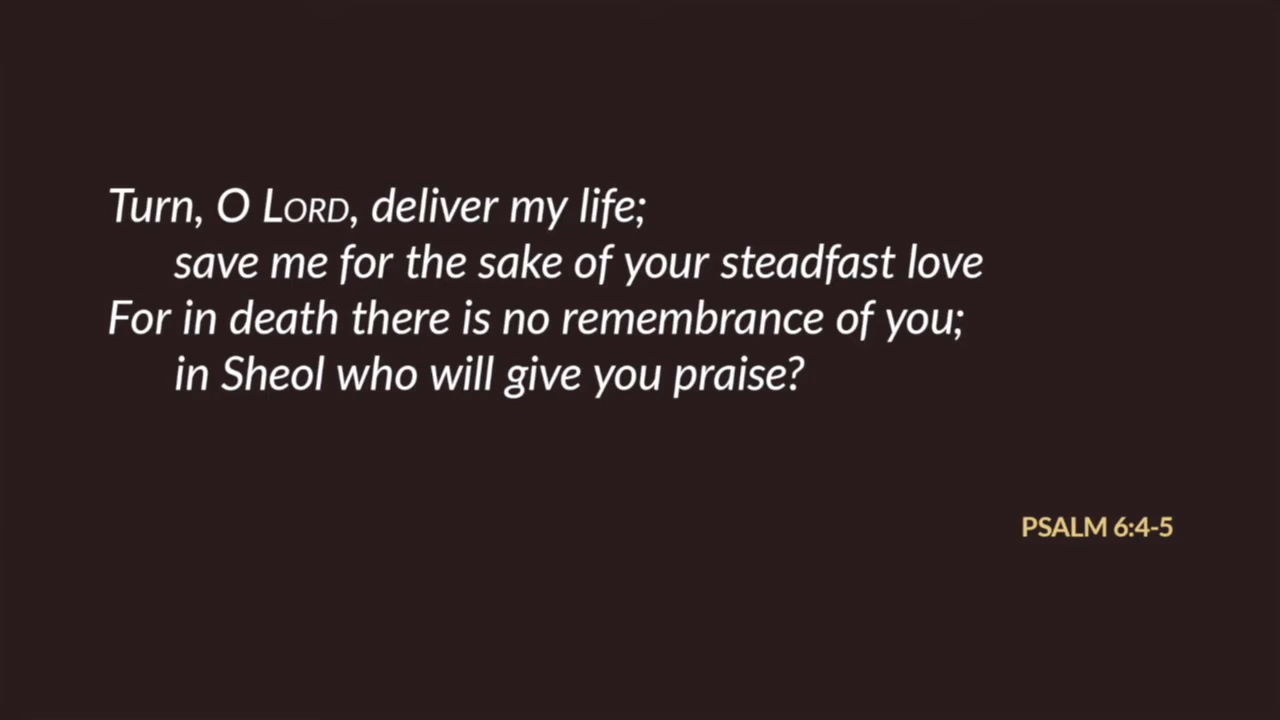 Turn, O LORD, deliver my life;
save me for the sake of your steadfast love
For in death there is no remembrance of you;
in Sheol who will give you praise?
PSALM 6:4-5